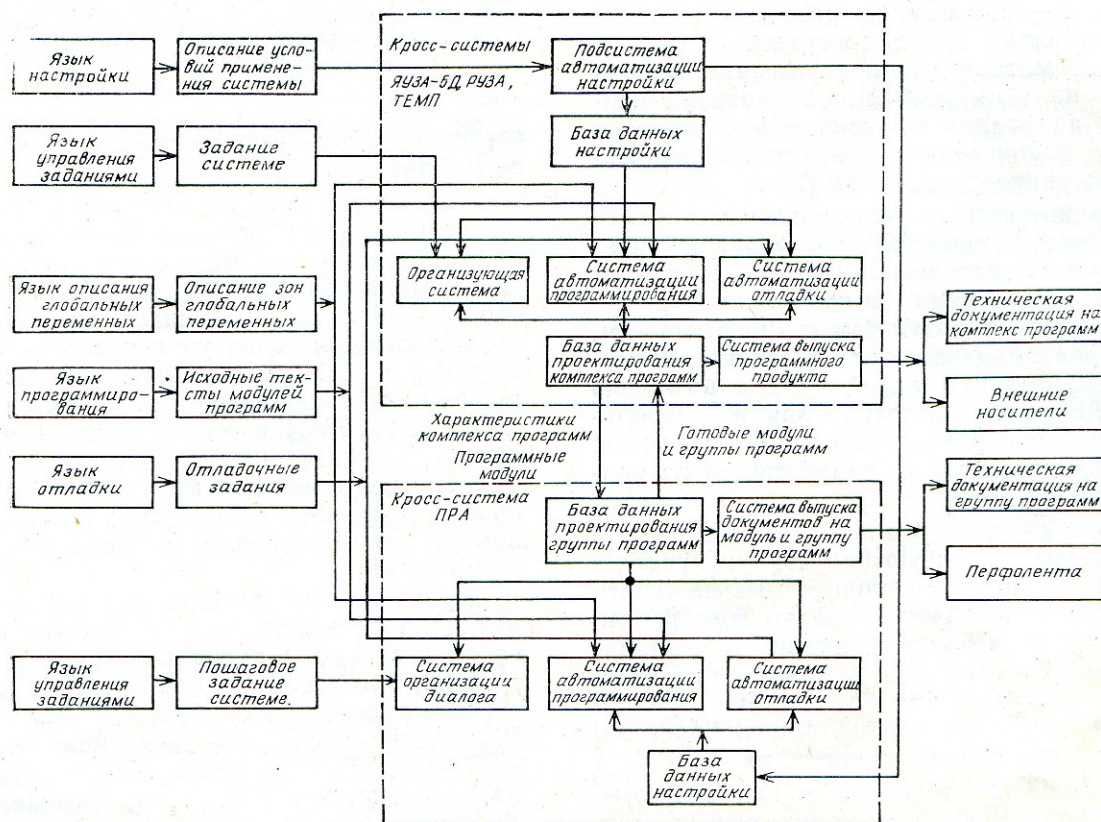 Язык
настройки
Описание усло-
вий примене-
ния системы
Кросс-системы
ЯУЗА-6Д, РУЗА,
ТЕМП
Подсистема
автоматизации
настройки
База данных
настройки
Язык
управления
заданиями
Задание
системе
Организующая
система
Система
автоматизации
программирования
Система
автоматизации
отладки
Язык описания
глобальных
переменных
Описание зон
глобальных
переменных
База данных
проектирования
комплекса программ
Система выпуска
программного
продукта
Техническая
документация на
комплекс программ
Внешние
носители
Язык
программиро-
вания
Исходные тек-
сты модулей
программ
Характеристики
комплекса программ
Программные
модули
Готовые модули
и группы программ
Язык
отладки
Отладочные
задания
Кросс-система
ПРА
База данных
проектирования
группы программ
Система выпуска
документов на
модуль и группу
программ
Техническая
документация на
группу программ
Перфолента
Язык
управления
заданиями
Пошаговое
задание
системе.
Система
организации
диалога
Система
автоматизации
программирования
Система
автоматизации
отладки
База
данных
настройки